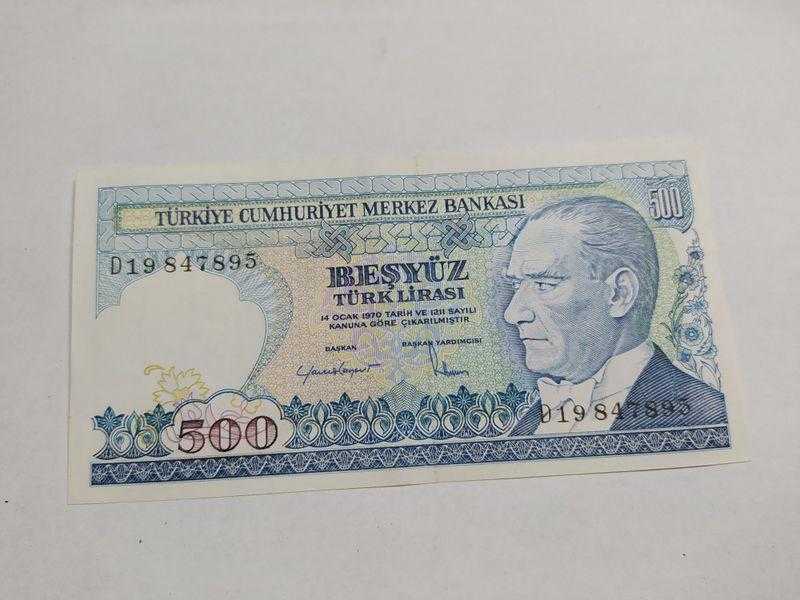 TÜRKİYE CUMHURİYET MERKEZ BANKASI
500
D19 847895
BEŞYÜZ
TÜRK LİRASI
14 OCAK 1970 TARİH VE 1211 SAYILI
KANUNA GÖRE ÇIKARILMIŞTIR
BAŞKAN BAŞKAN YARDIMCISI
D19 847895
500